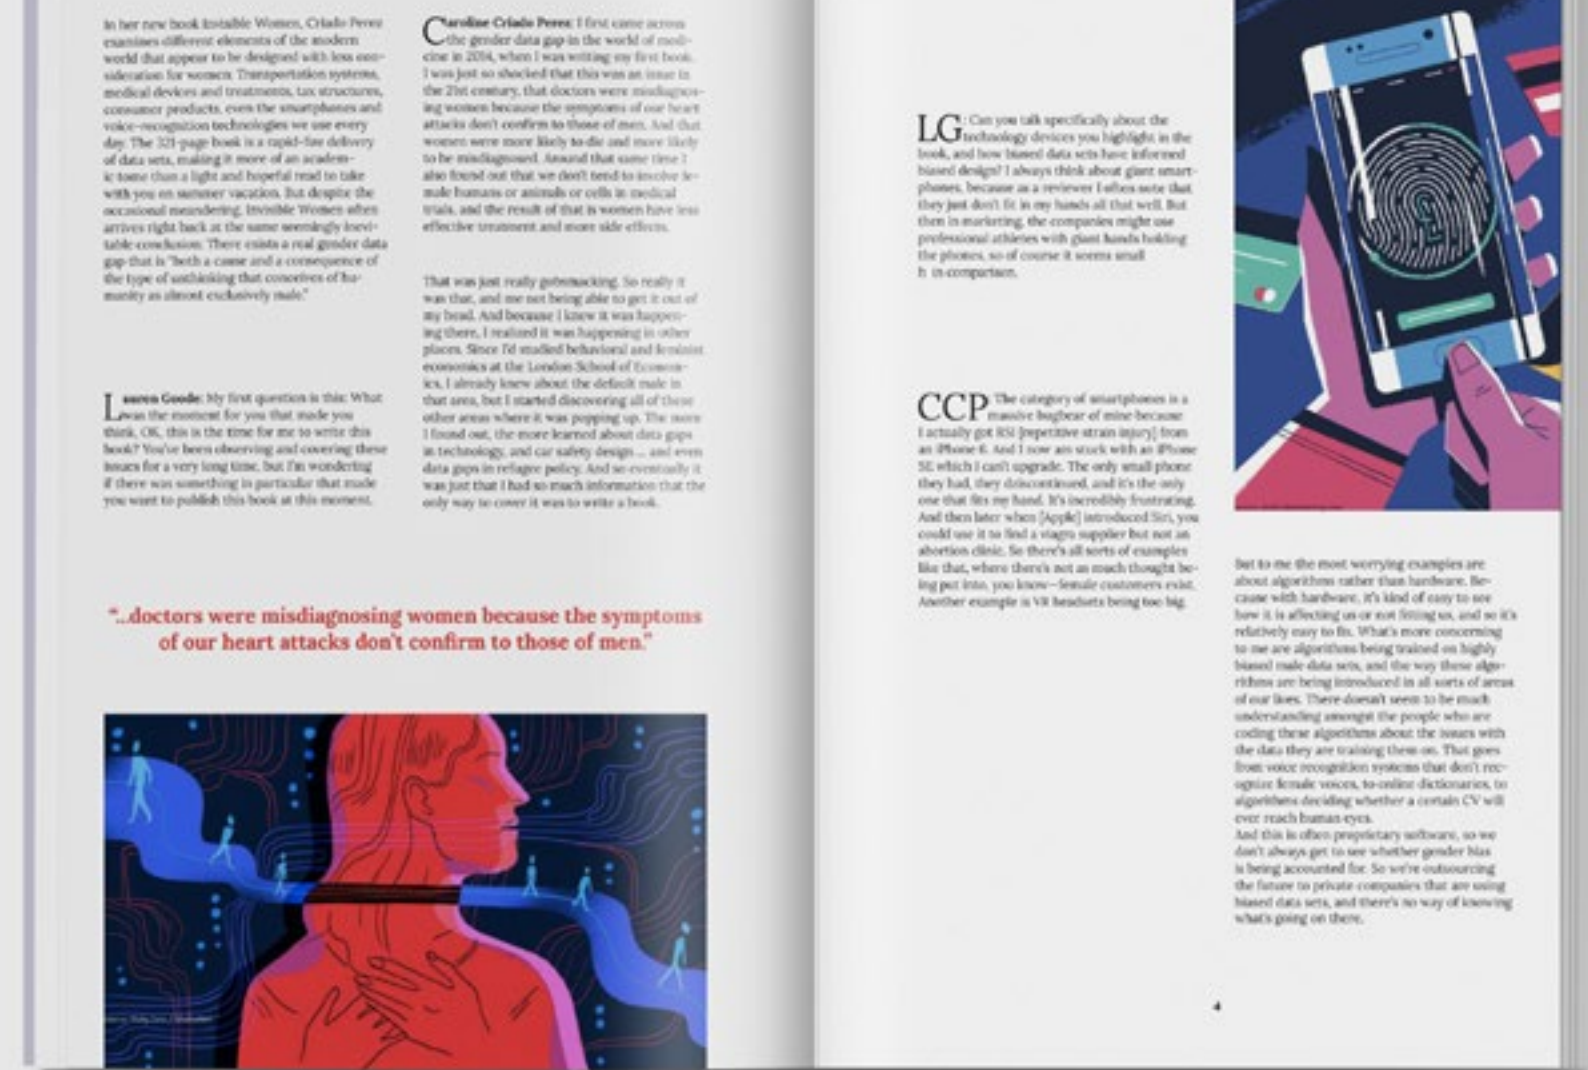 In her new book Invisible Women, Criado Perez
examines different elements of the modern
world that appear to be designed with less con-
sideration for women: Transportation systems,
medical devices and treatments, tax structures,
consumer products, even the smartphones and
voice-recognition technologies we use every
day. The 321-page book is a rapid-fire delivery
of data sets, making it more of an academ-
ic tome than a light and hopeful read to take
with you on summer vacation. But despite the
occasional meandering, Invisible Women often
arrives right back at the same seemingly inevi-
table conclusion: There exists a real gender data
gap that is "both a cause and a consequence of
the type of unthinking that conceives of hu-
manity as almost exclusively male."
Lauren Goode: My first question is this: What
was the moment for you that made you
think, OK, this is the time for me to write this
book? You've been observing and covering these
issues for a very long time, but I'm wondering
if there was something in particular that made
you want to publish this book at this moment.
Caroline Criado Perez: I first came across
the gender data gap in the world of medi-
cine in 2014, when I was writing my first book.
I was just so shocked that this was an issue in
the 21st century, that doctors were misdiagnos-
ing women because the symptoms of our heart
attacks don't confirm to those of men. And that
women were more likely to die and more likely
to be misdiagnosed. Around that same time I
also found out that we don't tend to involve fe-
male humans or animals or cells in medical
trials, and the result of that is women have less
effective treatment and more side effects.
That was just really gobsmacking. So really it
was that, and me not being able to get it out of
my head. And because I knew it was happen-
ing there, I realized it was happening in other
places. Since I'd studied behavioral and feminist
economics at the London School of Econom-
ics, I already knew about the default male in
that area, but I started discovering all of these
other areas where it was popping up. The more
I found out, the more learned about data gaps
in technology, and car safety design... and even
data gaps in refugee policy. And so eventually it
was just that I had so much information that the
only way to cover it was to write a book.
"...doctors were misdiagnosing women because the symptoms
of our heart attacks don't confirm to those of men."
LG: Can you talk specifically about the
technology devices you highlight in the
book, and how biased data sets have informed
biased design? I always think about giant smart-
phones, because as a reviewer I often note that
they just don't fit in my hands all that well. But
then in marketing, the companies might use
professional athletes with giant hands holding
the phones, so of course it seems small
h in comparison.
CCP: The category of smartphones is a
massive bugbear of mine because
I actually got RSI [repetitive strain injury] from
an iPhone 6. And I now am stuck with an iPhone
SE which I can't upgrade. The only small phone
they had, they discontinued, and it's the only
one that fits my hand. It's incredibly frustrating.
And then later when [Apple] introduced Siri, you
could use it to find a viagra supplier but not an
abortion clinic. So there's all sorts of examples
like that, where there's not as much thought be-
ing put into, you know—female customers exist.
Another example is VR headsets being too big.
But to me the most worrying examples are
about algorithms rather than hardware. Be-
cause with hardware, it's kind of easy to see
how it is affecting us or not fitting us, and so it's
relatively easy to fix. What's more concerning
to me are algorithms being trained on highly
biased male data sets, and the way these algo-
rithms are being introduced in all sorts of areas
of our lives. There doesn't seem to be much
understanding amongst the people who are
coding these algorithms about the issues with
the data they are training them on. That goes
from voice recognition systems that don't rec-
ognize female voices, to online dictionaries, to
algorithms deciding whether a certain CV will
ever reach human eyes.
And this is often proprietary software, so we
don't always get to see whether gender bias
is being accounted for. So we're outsourcing
the future to private companies that are using
biased data sets, and there's no way of knowing
what's going on there.
4